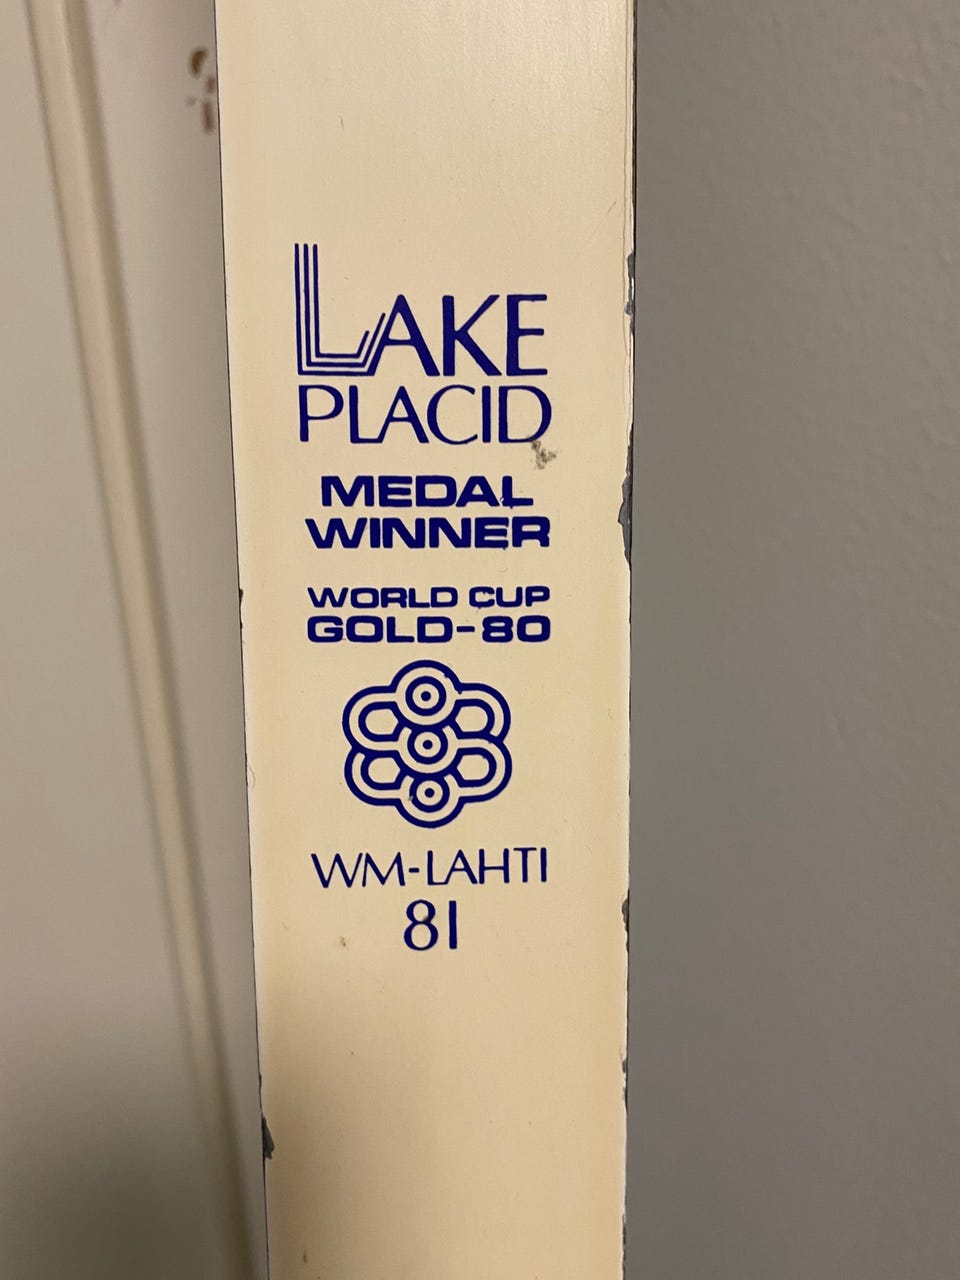 LAKE
PLACID
MEDAL
WINNER
WORLD CUP
GOLD-80
WM-LAHTI
81